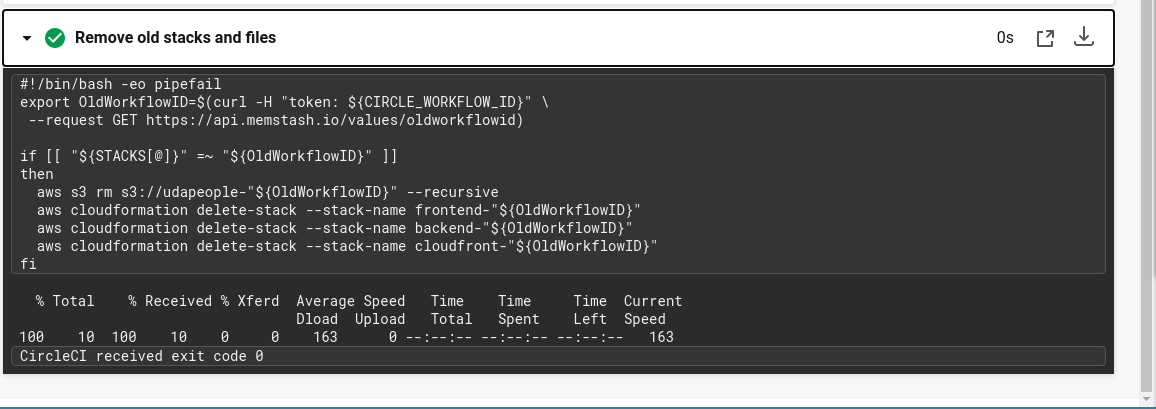 Remove old stacks and files 0s
#!/bin/bash -eo pipefail
export OldWorkflowID=$(curl -H "token: ${CIRCLE_WORKFLOW_ID}" \
 --request GET https://api.memstash.io/values/oldworkflowid)

if [[ "${STACKS[@]}" =~ "${OldWorkflowID}" ]]
then
  aws s3 rm s3://udapeople-"${OldWorkflowID}" --recursive
  aws cloudformation delete-stack --stack-name frontend-"${OldWorkflowID}"
  aws cloudformation delete-stack --stack-name backend-"${OldWorkflowID}"
  aws cloudformation delete-stack --stack-name cloudfront-"${OldWorkflowID}"
fi
  % Total    % Received % Xferd  Average Speed   Time    Time     Time  Current
                                 Dload  Upload   Total   Spent    Left  Speed
100    10  100    10    0     0    163      0 --:--:-- --:--:-- --:--:--   163
CircleCI received exit code 0